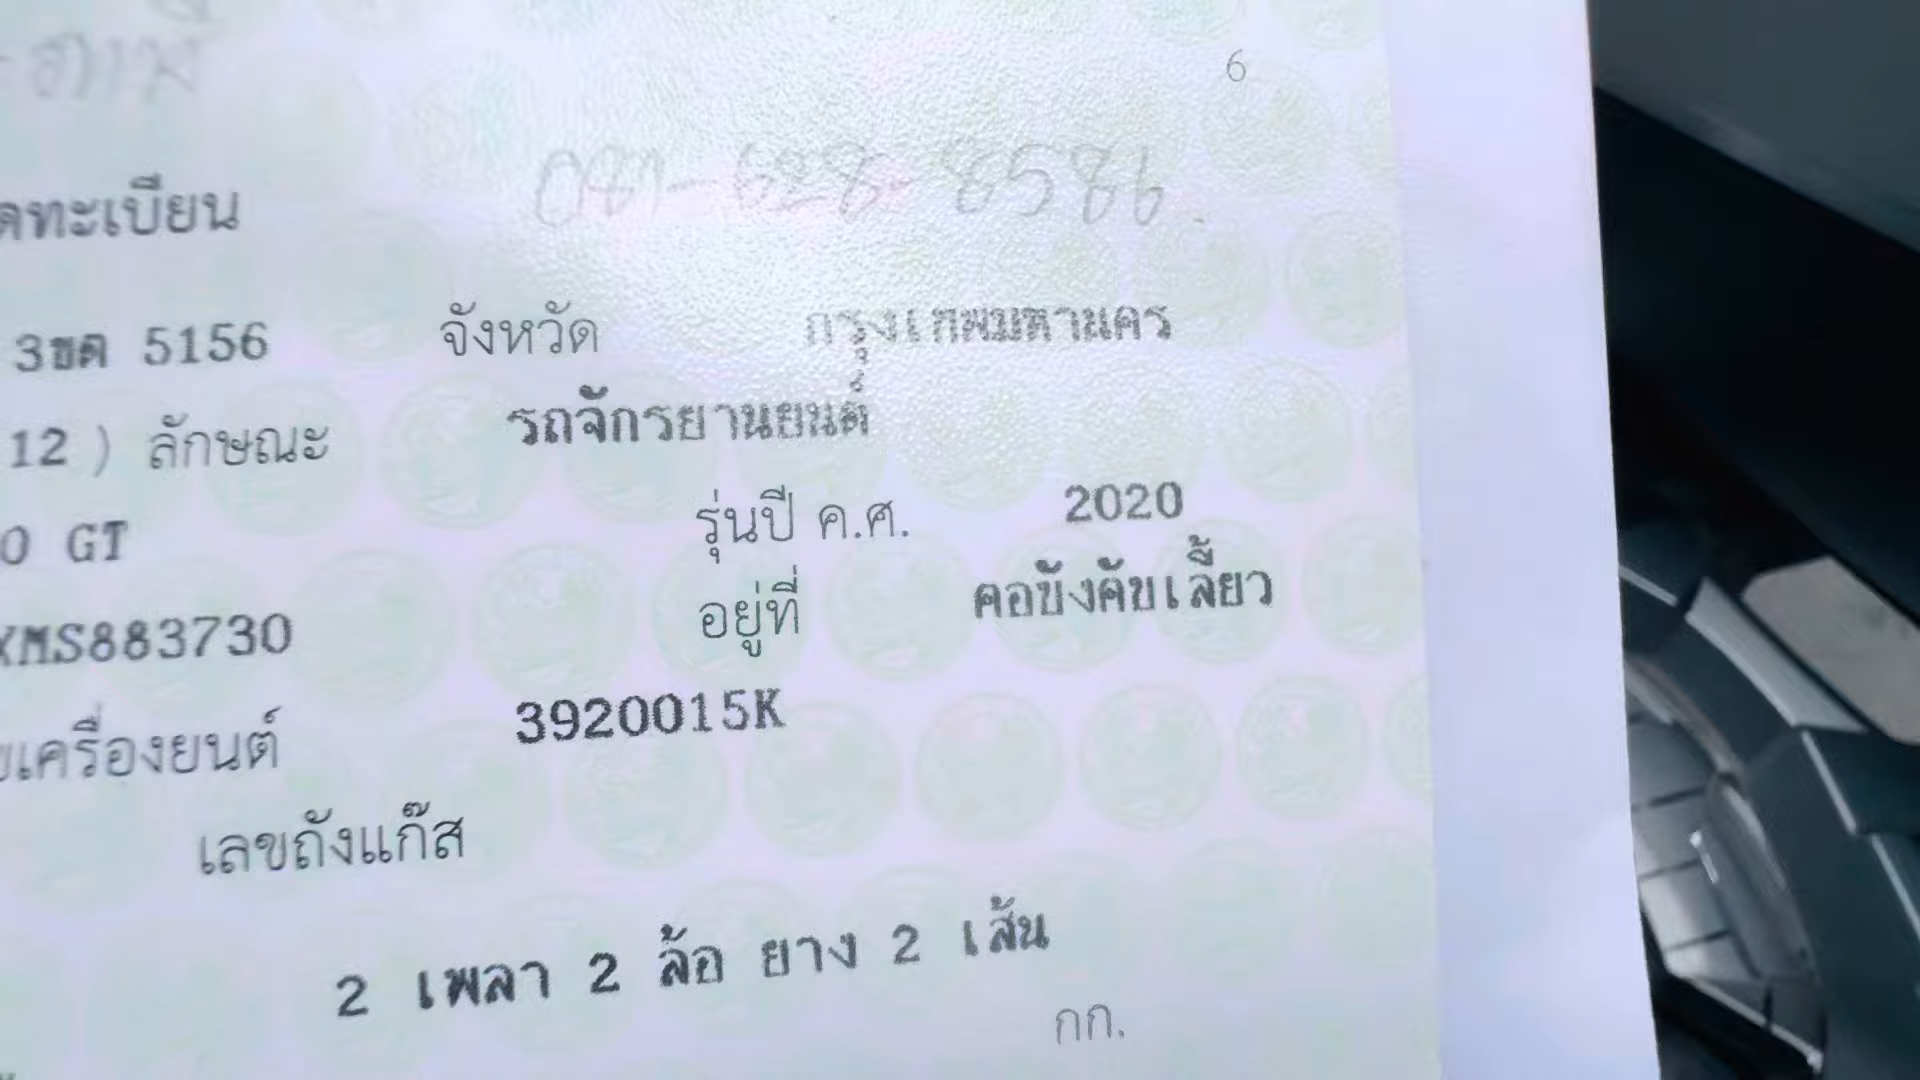 6
081-628-8586
ดทะเบียน
3ขค 5156 จังหวัด กรุงเทพมหานคร
12 ) ลักษณะ รถจักรยานยนต์
0 GT รุ่นปี ค.ศ. 2020
XMS883730 อยู่ที่ คอบังคับเลี้ยว
เครื่องยนต์ 3920015K
เลขถังแก๊ส
2 เพลา 2 ล้อ ยาง 2 เส้น
กก.